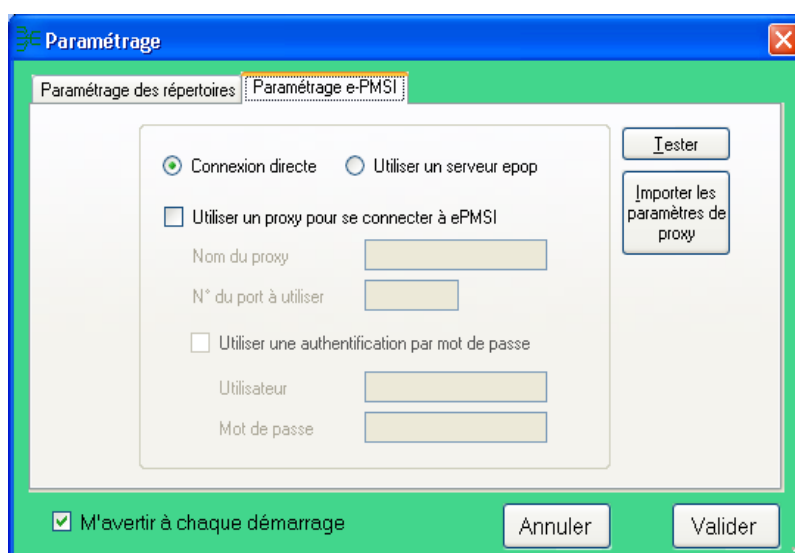 Paramétrage
Paramétrage des répertoires
Paramétrage e-PMSI
Connexion directe
Utiliser un serveur epop
Tester
Importer les
paramètres de
proxy
Utiliser un proxy pour se connecter à ePMSI
Nom du proxy
N° du port à utiliser
Utiliser une authentification par mot de passe
Utilisateur
Mot de passe
M'avertir à chaque démarrage
Annuler
Valider